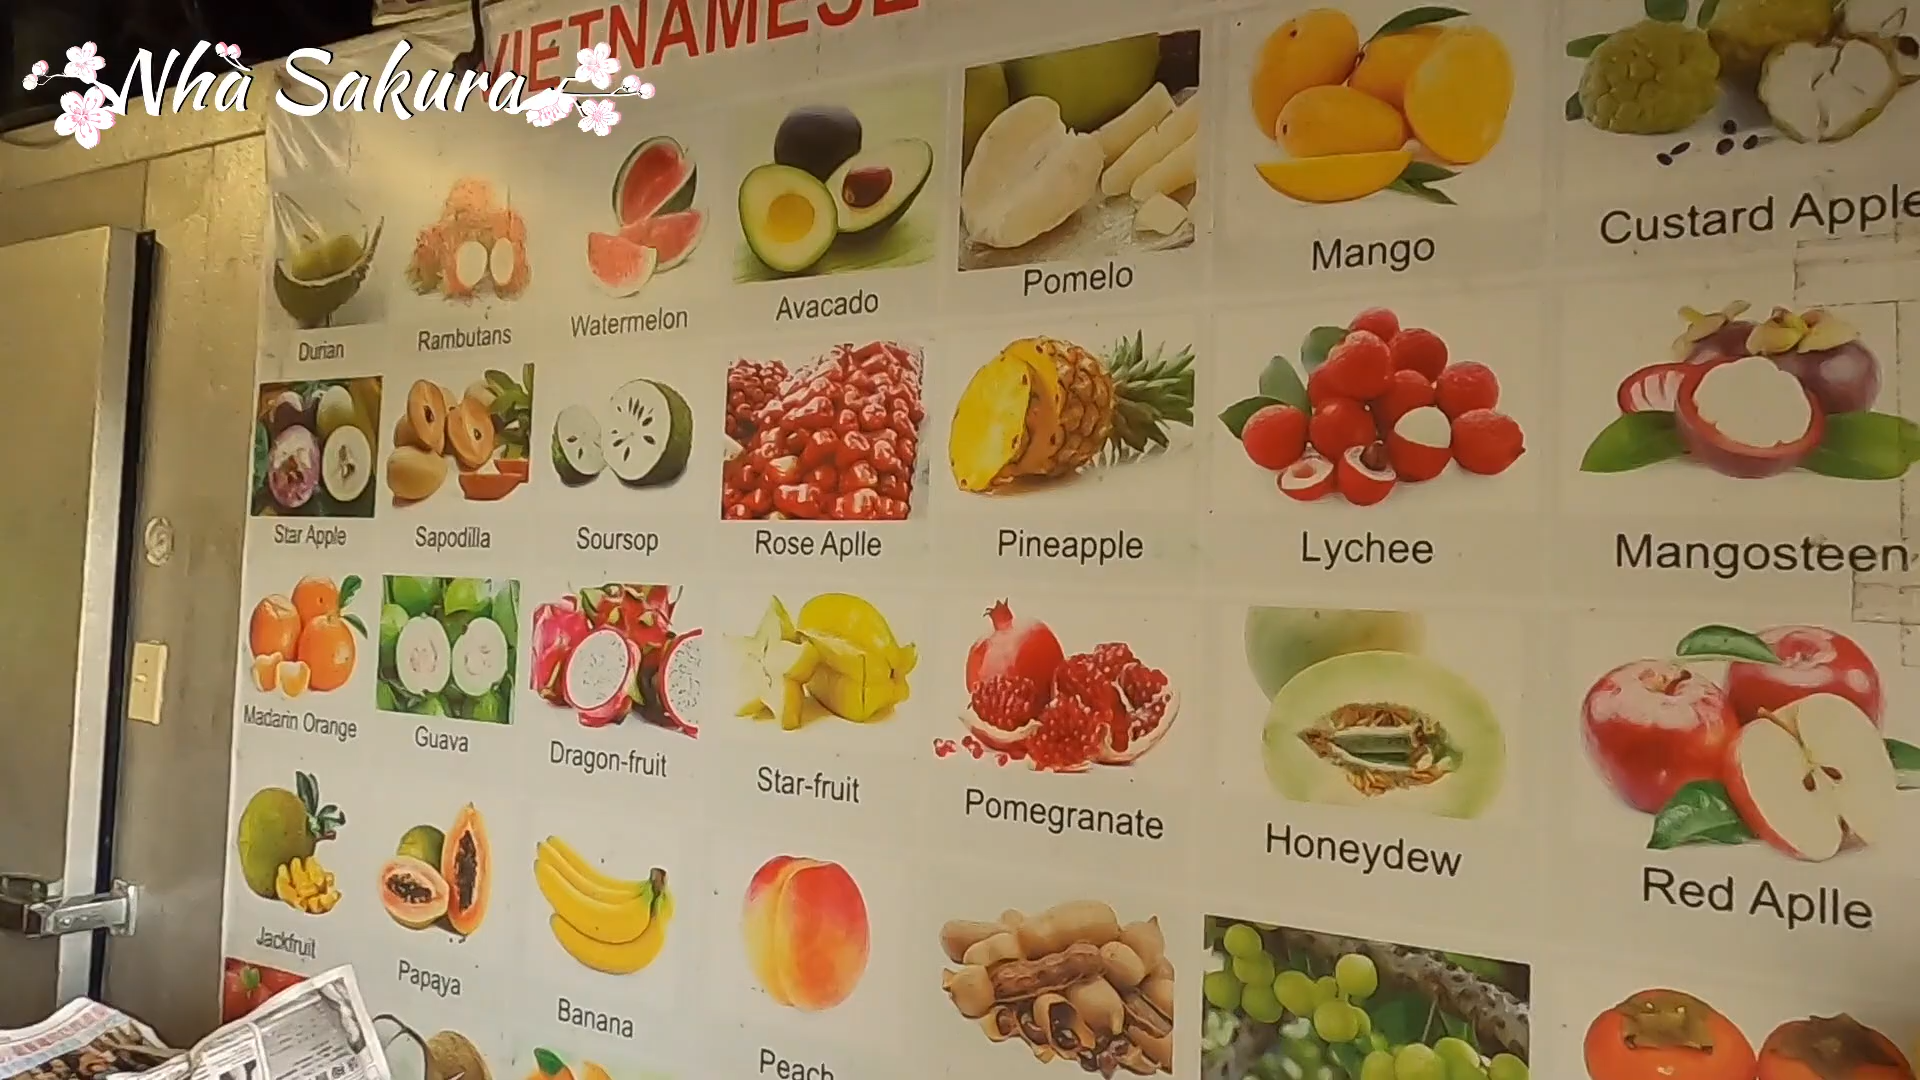 Nhà Sakura
VIETNAMESE
Durian
Rambutans
Watermelon
Avacado
Pomelo
Mango
Custard Apple
Star Apple
Sapodilla
Soursop
Rose Aplle
Pineapple
Lychee
Mangosteen
Madarin Orange
Guava
Dragon-fruit
Star-fruit
Pomegranate
Honeydew
Red Aplle
Jackfruit
Papaya
Banana
Peach